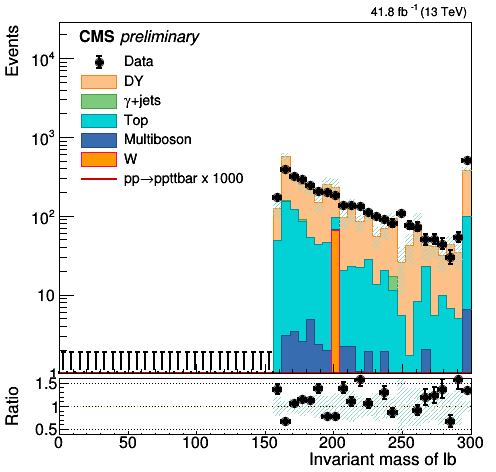 41.8 fb⁻¹ (13 TeV)
CMS preliminary
Data
DY
γ+jets
Top
Multiboson
W
pp→ppttbar x 1000
Events
10⁴
10³
10²
10
1
Ratio
1.5
1
0.5
0 50 100 150 200 250 300
Invariant mass of lb